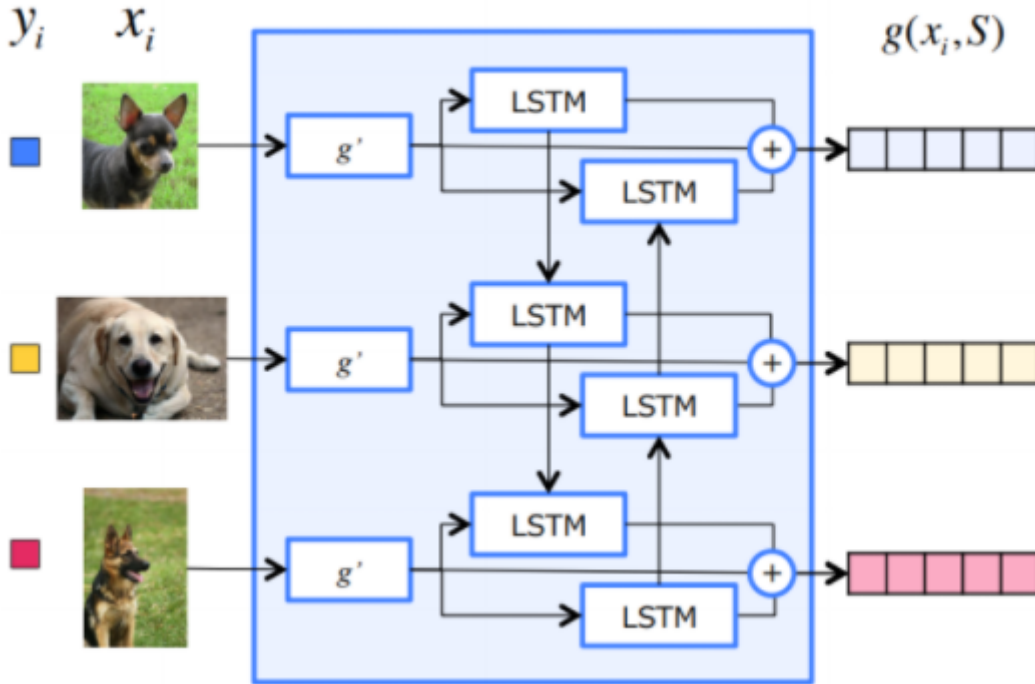 y_i x_i g(x_i, S)
LSTM
g'
+
LSTM
LSTM
g'
+
LSTM
LSTM
g'
+
LSTM